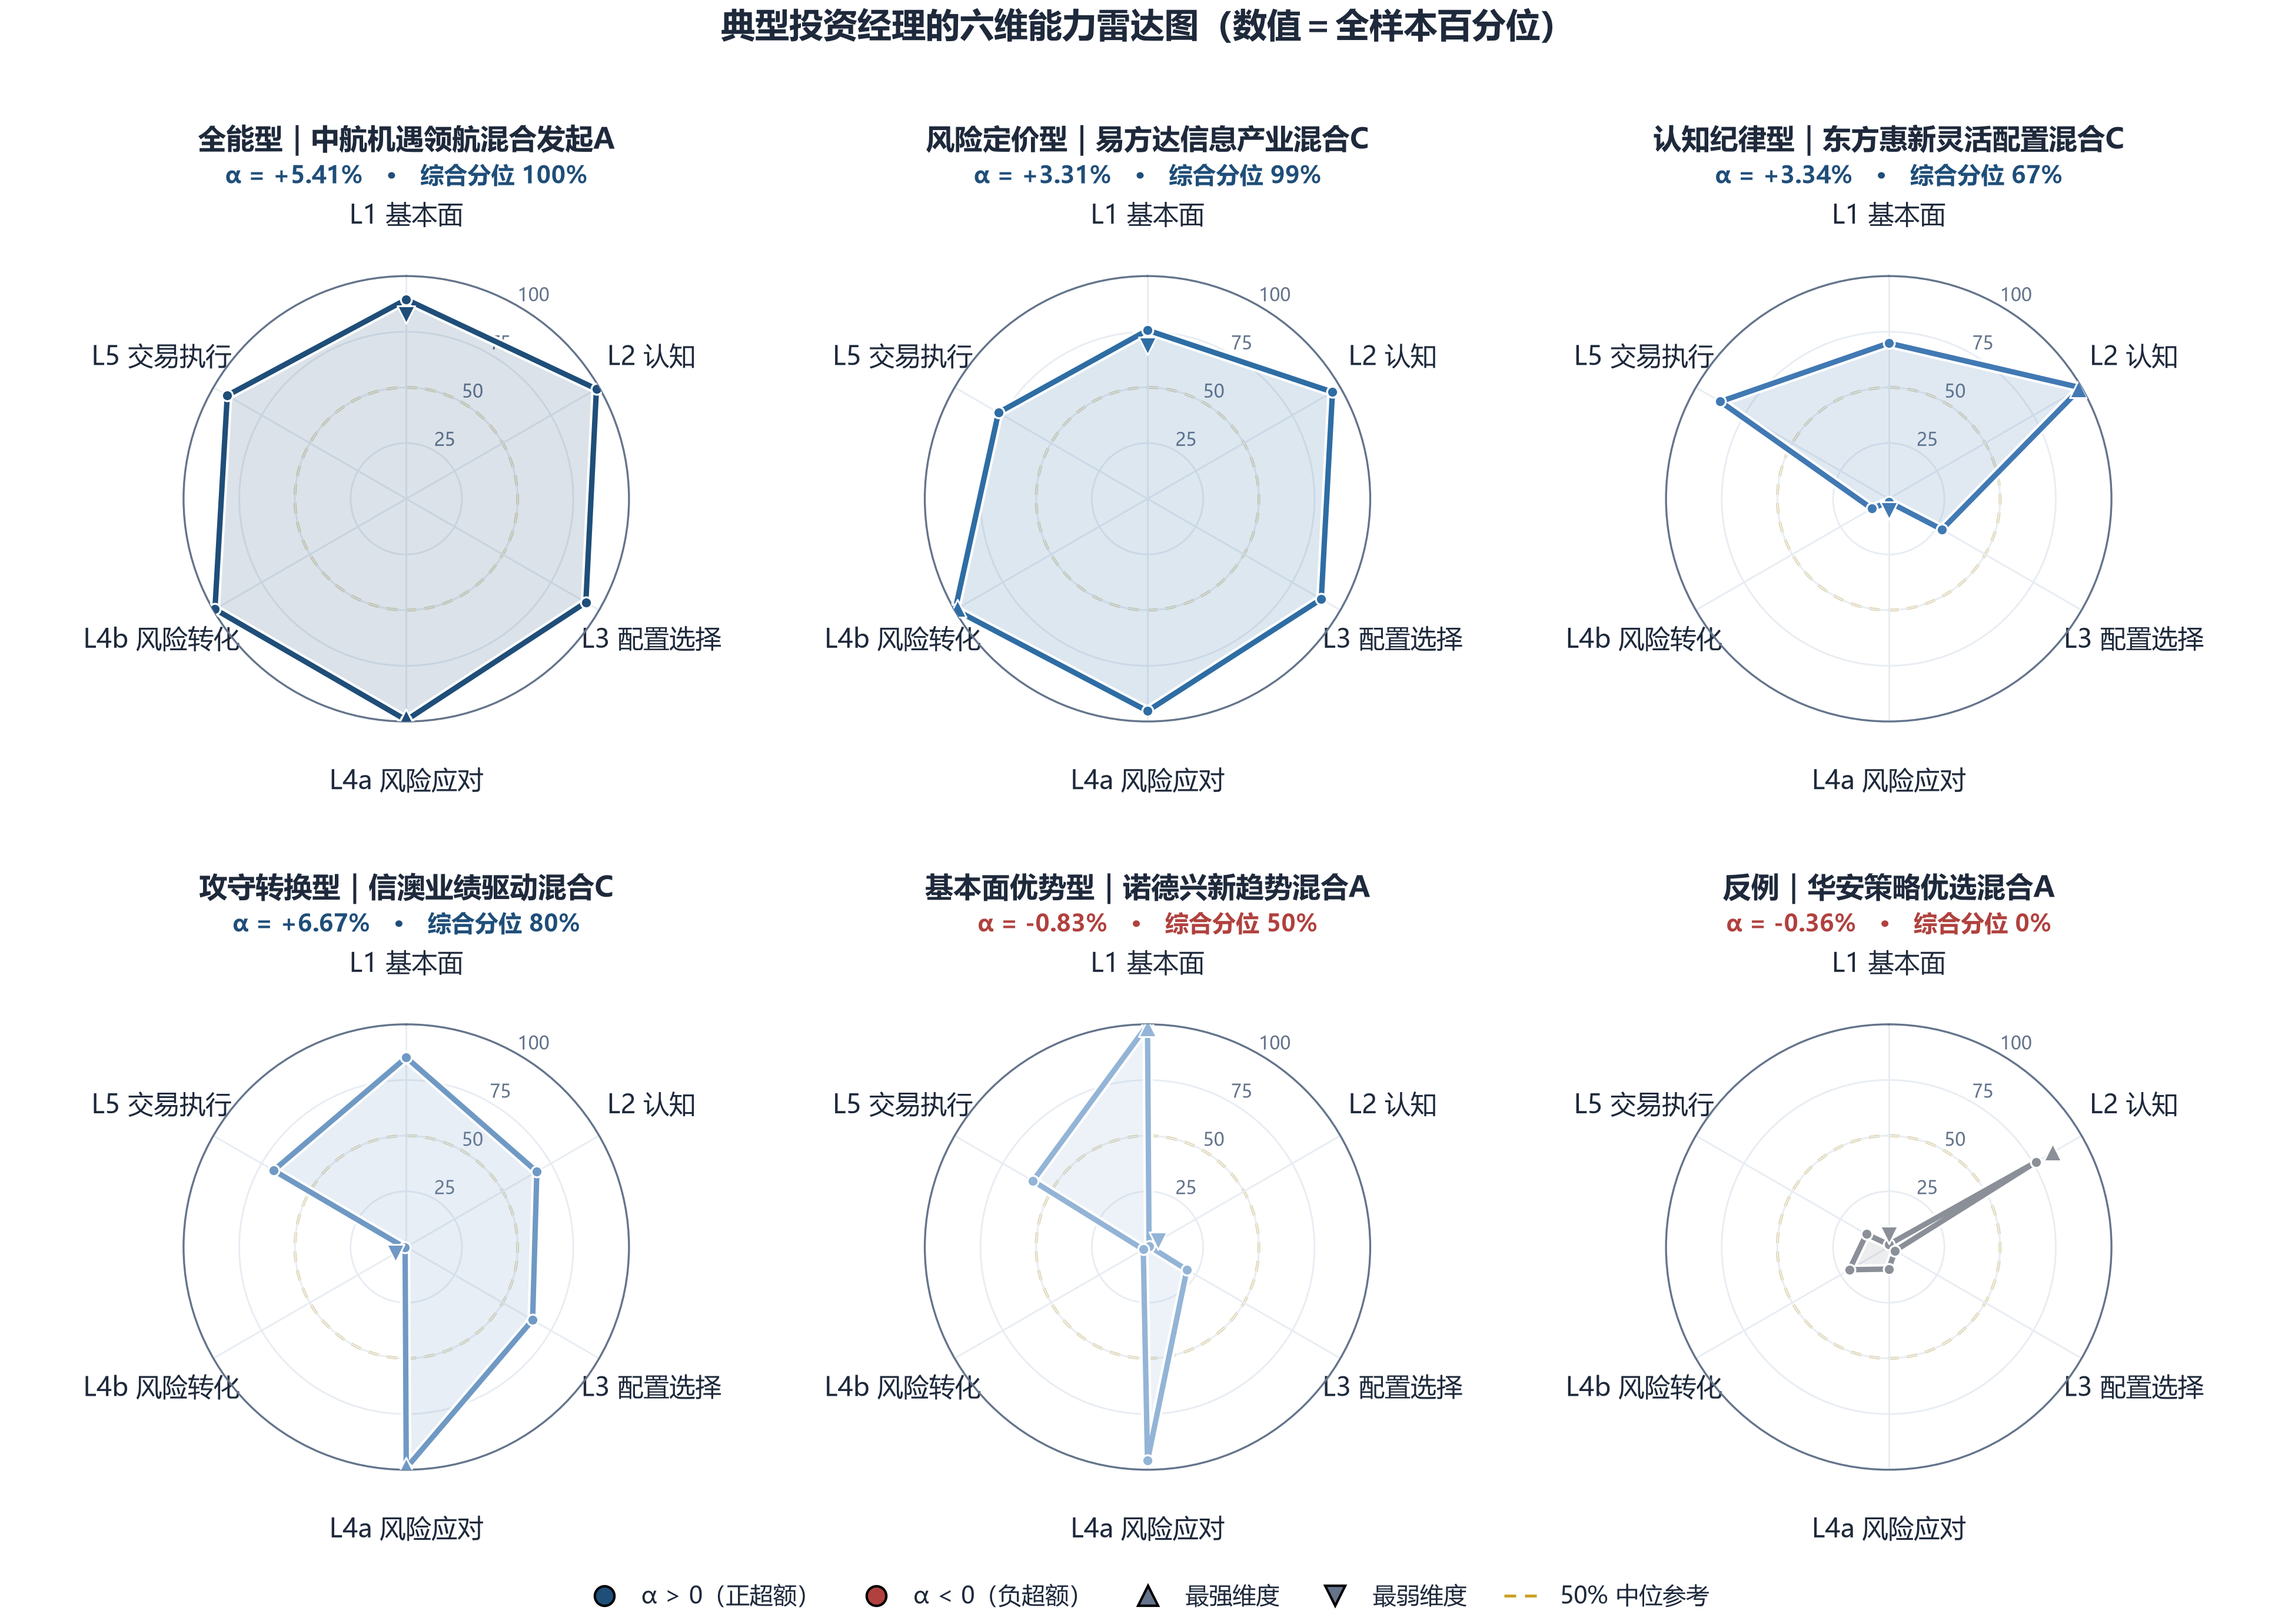 典型投资经理的六维能力雷达图（数值＝全样本百分位）
全能型｜中航机遇领航混合发起A
α = +5.41% • 综合分位 100%
L1 基本面
L2 认知
L3 配置选择
L4a 风险应对
L4b 风险转化
L5 交易执行
100
75
50
25
风险定价型｜易方达信息产业混合C
α = +3.31% • 综合分位 99%
L1 基本面
L2 认知
L3 配置选择
L4a 风险应对
L4b 风险转化
L5 交易执行
100
75
50
25
认知纪律型｜东方惠新灵活配置混合C
α = +3.34% • 综合分位 67%
L1 基本面
L2 认知
L3 配置选择
L4a 风险应对
L4b 风险转化
L5 交易执行
100
75
50
25
攻守转换型｜信澳业绩驱动混合C
α = +6.67% • 综合分位 80%
L1 基本面
L2 认知
L3 配置选择
L4a 风险应对
L4b 风险转化
L5 交易执行
100
75
50
25
基本面优势型｜诺德兴新趋势混合A
α = -0.83% • 综合分位 50%
L1 基本面
L2 认知
L3 配置选择
L4a 风险应对
L4b 风险转化
L5 交易执行
100
75
50
25
反例｜华安策略优选混合A
α = -0.36% • 综合分位 0%
L1 基本面
L2 认知
L3 配置选择
L4a 风险应对
L4b 风险转化
L5 交易执行
100
75
50
25
α > 0（正超额） α < 0（负超额） 最强维度 最弱维度 50% 中位参考